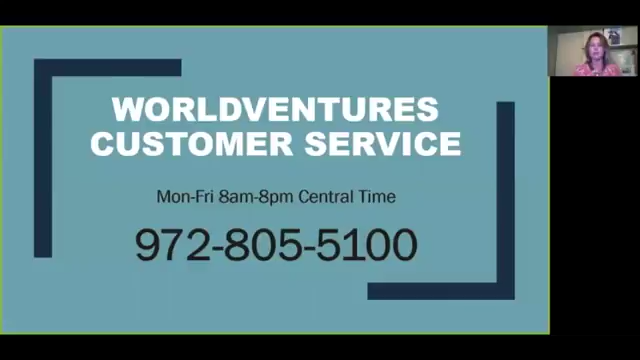 WORLDVENTURES
CUSTOMER SERVICE
Mon-Fri 8am-8pm Central Time
972-805-5100